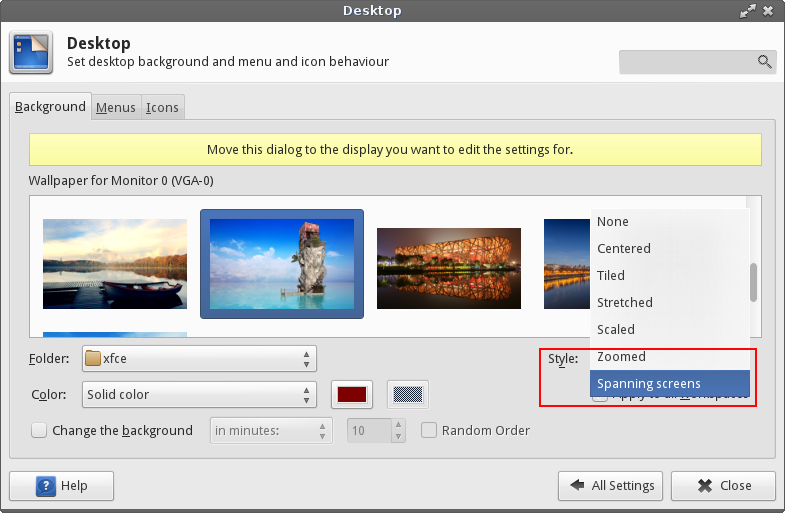 Desktop
Desktop
Set desktop background and menu and icon behaviour
Background Menus Icons
Move this dialog to the display you want to edit the settings for.
Wallpaper for Monitor 0 (VGA-0)
None
Centered
Tiled
Stretched
Scaled
Folder: xfce Style: Zoomed
Spanning screens
Color: Solid color Apply to all workspaces
Change the background in minutes: 10 Random Order
Help All Settings Close